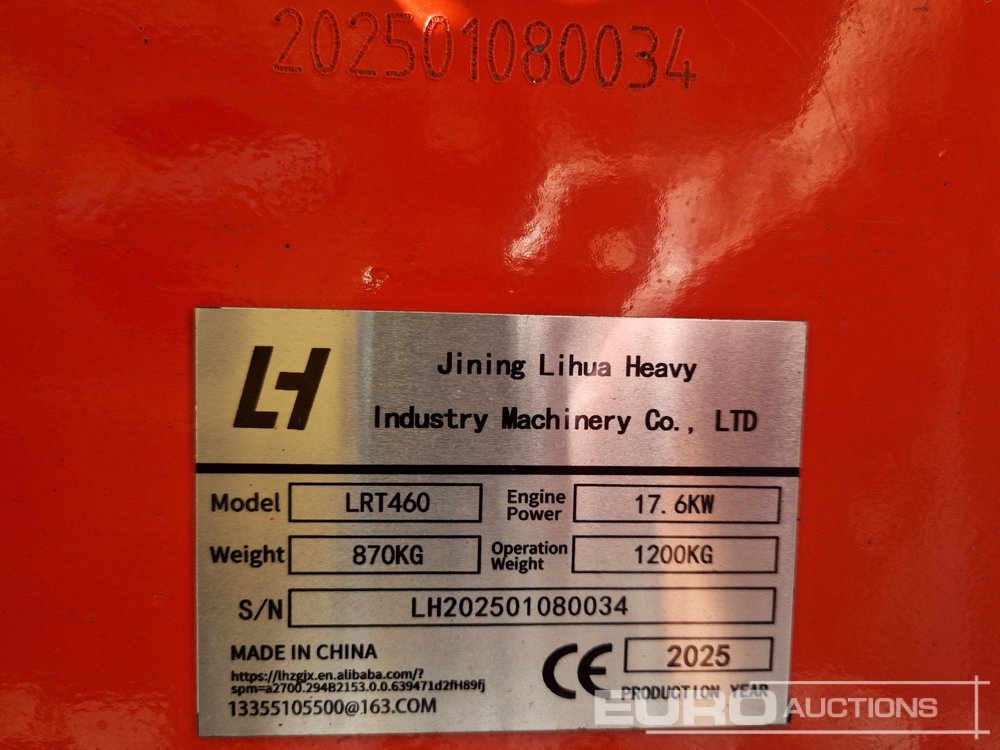 202501080034
LH
Jining Lihua Heavy
Industry Machinery Co., LTD
Model LRT460 Engine Power 17.6KW
Weight 870KG Operation Weight 1200KG
S/N LH202501080034
MADE IN CHINA
https://lhzgjx.en.alibaba.com/?
spm=a2700.294B2153.0.0.639471d2fH89fj
13355105500@163.COM
CE 2025
PRODUCTION YEAR
EURO AUCTIONS